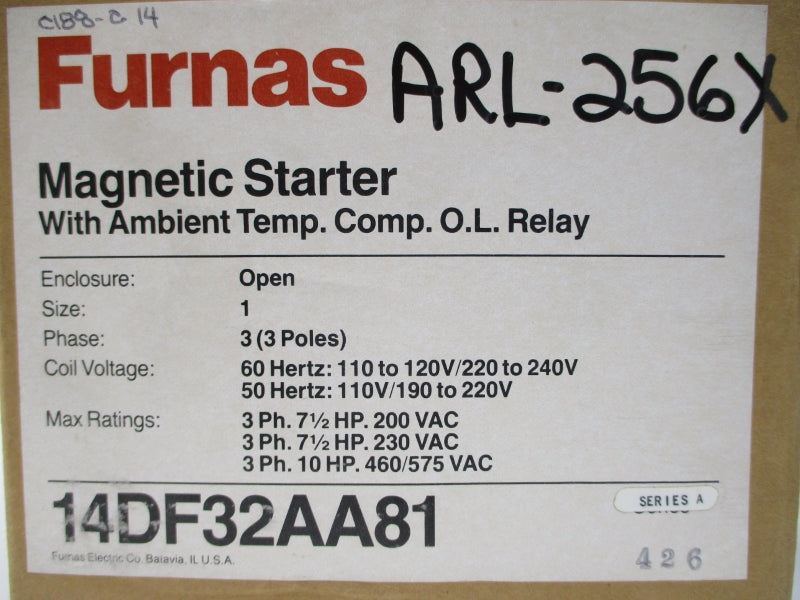 C188-C 14
Furnas ARL-256X
Magnetic Starter
With Ambient Temp. Comp. O.L. Relay
Enclosure: Open
Size: 1
Phase: 3 (3 Poles)
Coil Voltage: 60 Hertz: 110 to 120V/220 to 240V
50 Hertz: 110V/190 to 220V
Max Ratings: 3 Ph. 7½ HP. 200 VAC
3 Ph. 7½ HP. 230 VAC
3 Ph. 10 HP. 460/575 VAC
14DF32AA81
SERIES A
Furnas Electric Co. Batavia, IL U.S.A.
426